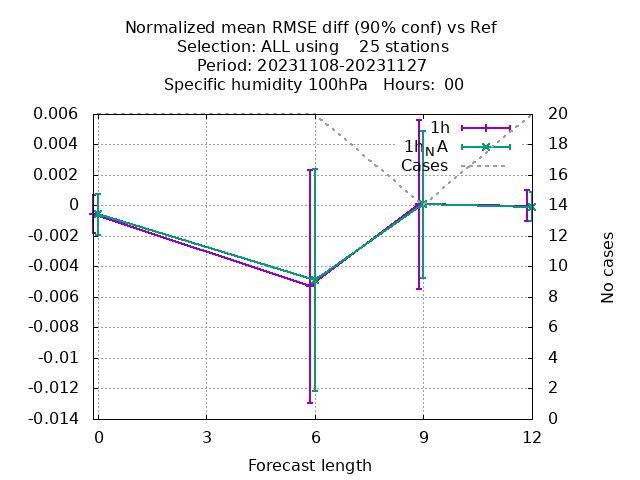 Normalized mean RMSE diff (90% conf) vs Ref
Selection: ALL using    25 stations
Period: 20231108-20231127
Specific humidity 100hPa   Hours:  00
0.006
0.004
0.002
0
-0.002
-0.004
-0.006
-0.008
-0.01
-0.012
-0.014
1h
1hNA
Cases
20
18
16
14
12
10
8
6
4
2
0
No cases
0 3 6 9 12
Forecast length